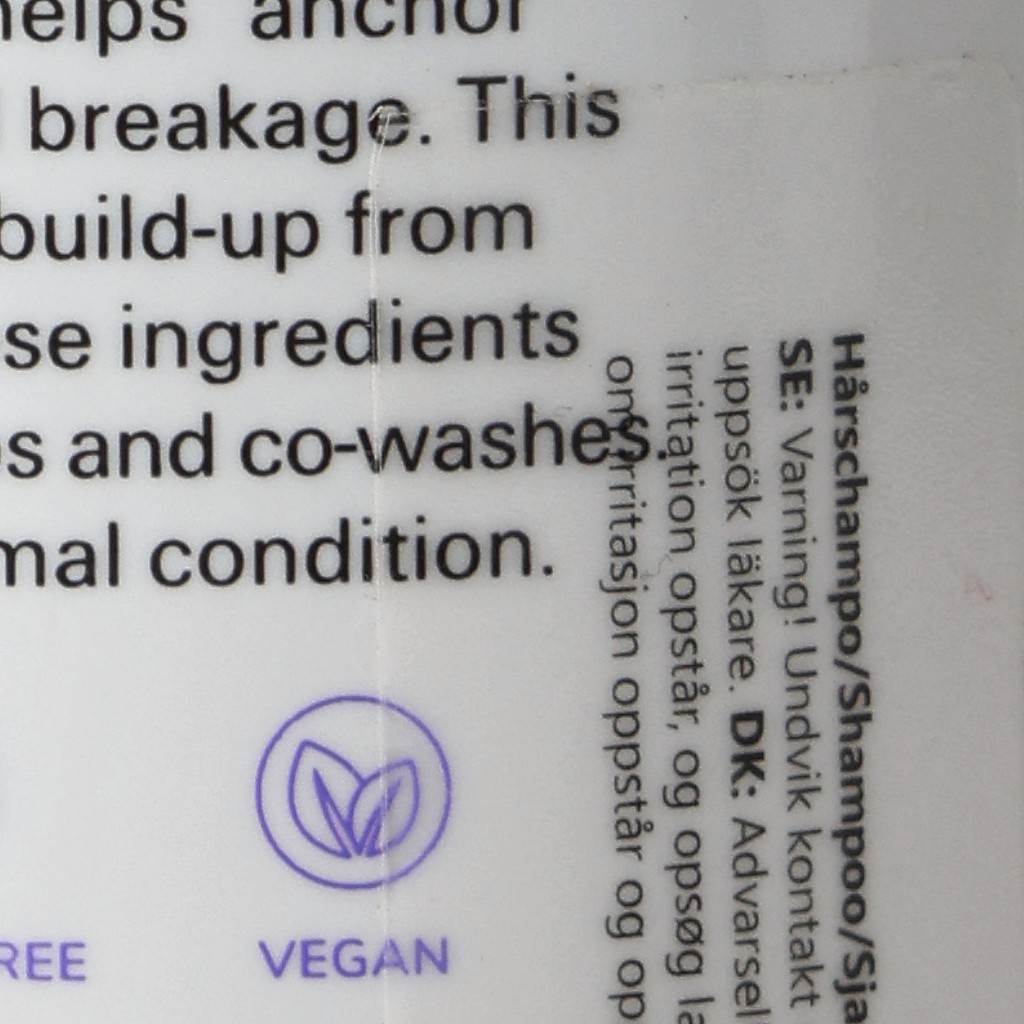 helps anchor
breakage. This
build-up from
se ingredients
s and co-washes.
mal condition.
REE
VEGAN
Hårschampo/Shampoo/Sja
SE: Varning! Undvik kontakt
uppsök läkare. DK: Advarsel
irritation opstår, og opsøg la
om irritasjon oppstår og op